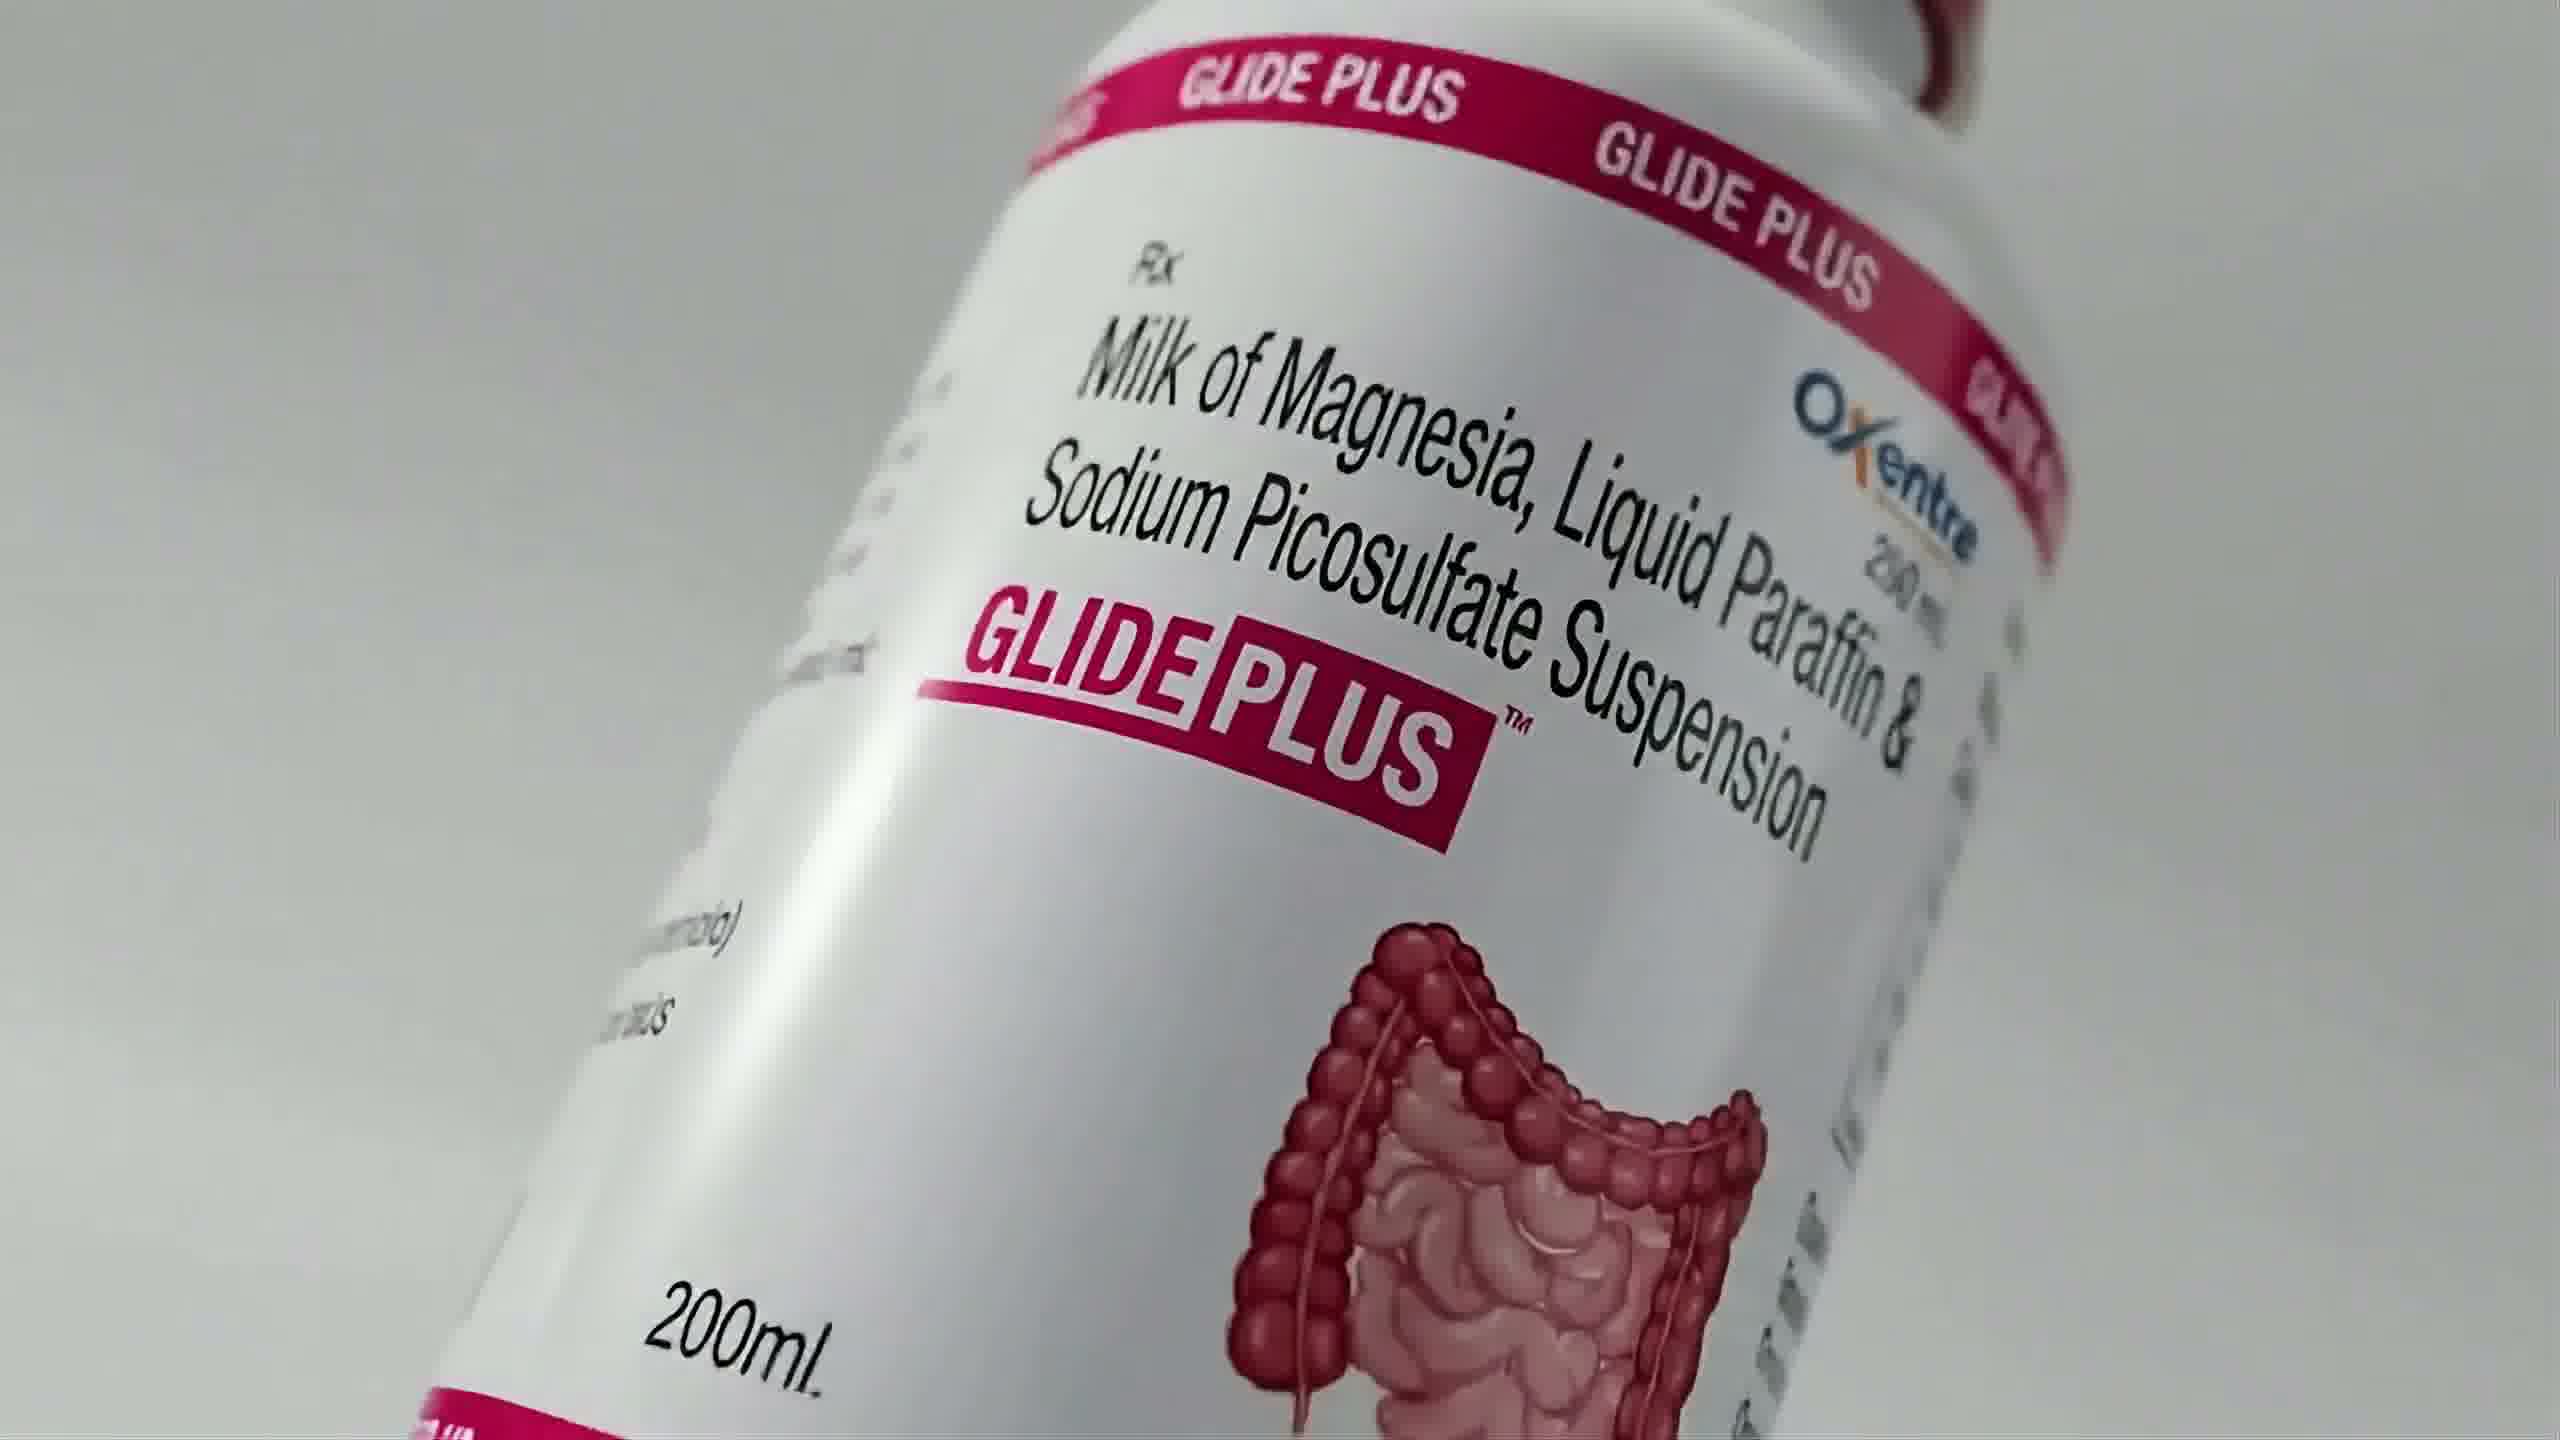 GLIDE PLUS GLIDE PLUS
Rx
Oxentre
Milk of Magnesia, Liquid Paraffin &
Sodium Picosulfate Suspension
GLIDE PLUS™
200ml.